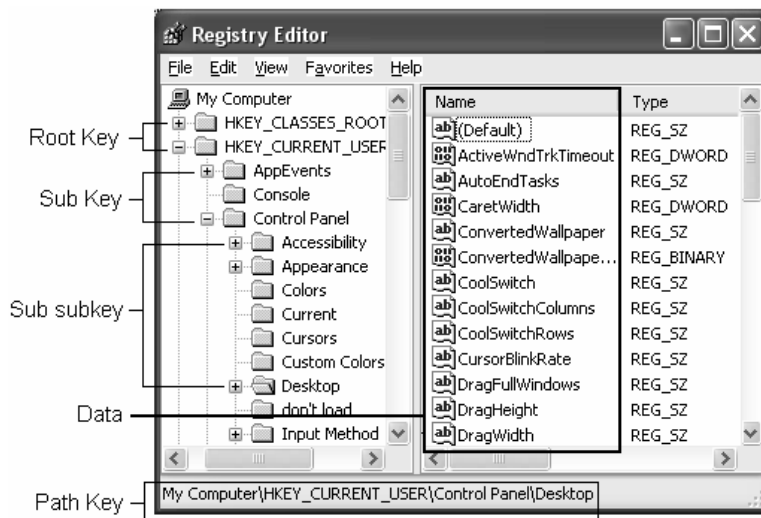 Registry Editor
File Edit View Favorites Help
Root Key
Sub Key
Sub subkey
Data
Path Key
My Computer
HKEY_CLASSES_ROOT
HKEY_CURRENT_USER
AppEvents
Console
Control Panel
Accessibility
Appearance
Colors
Current
Cursors
Custom Colors
Desktop
don't load
Input Method
Name Type
(Default) REG_SZ
ActiveWndTrkTimeout REG_DWORD
AutoEndTasks REG_SZ
CaretWidth REG_DWORD
ConvertedWallpaper REG_SZ
ConvertedWallpape... REG_BINARY
CoolSwitch REG_SZ
CoolSwitchColumns REG_SZ
CoolSwitchRows REG_SZ
CursorBlinkRate REG_SZ
DragFullWindows REG_SZ
DragHeight REG_SZ
DragWidth REG_SZ
My Computer\HKEY_CURRENT_USER\Control Panel\Desktop